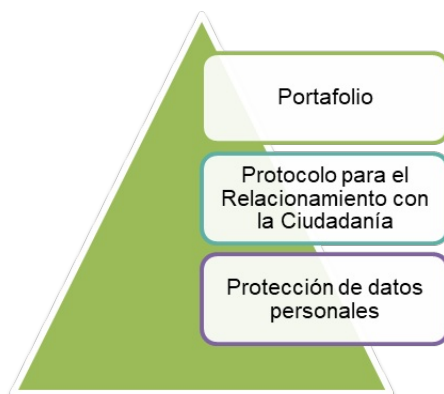 Portafolio
Protocolo para el
Relacionamiento con
la Ciudadanía
Protección de datos
personales